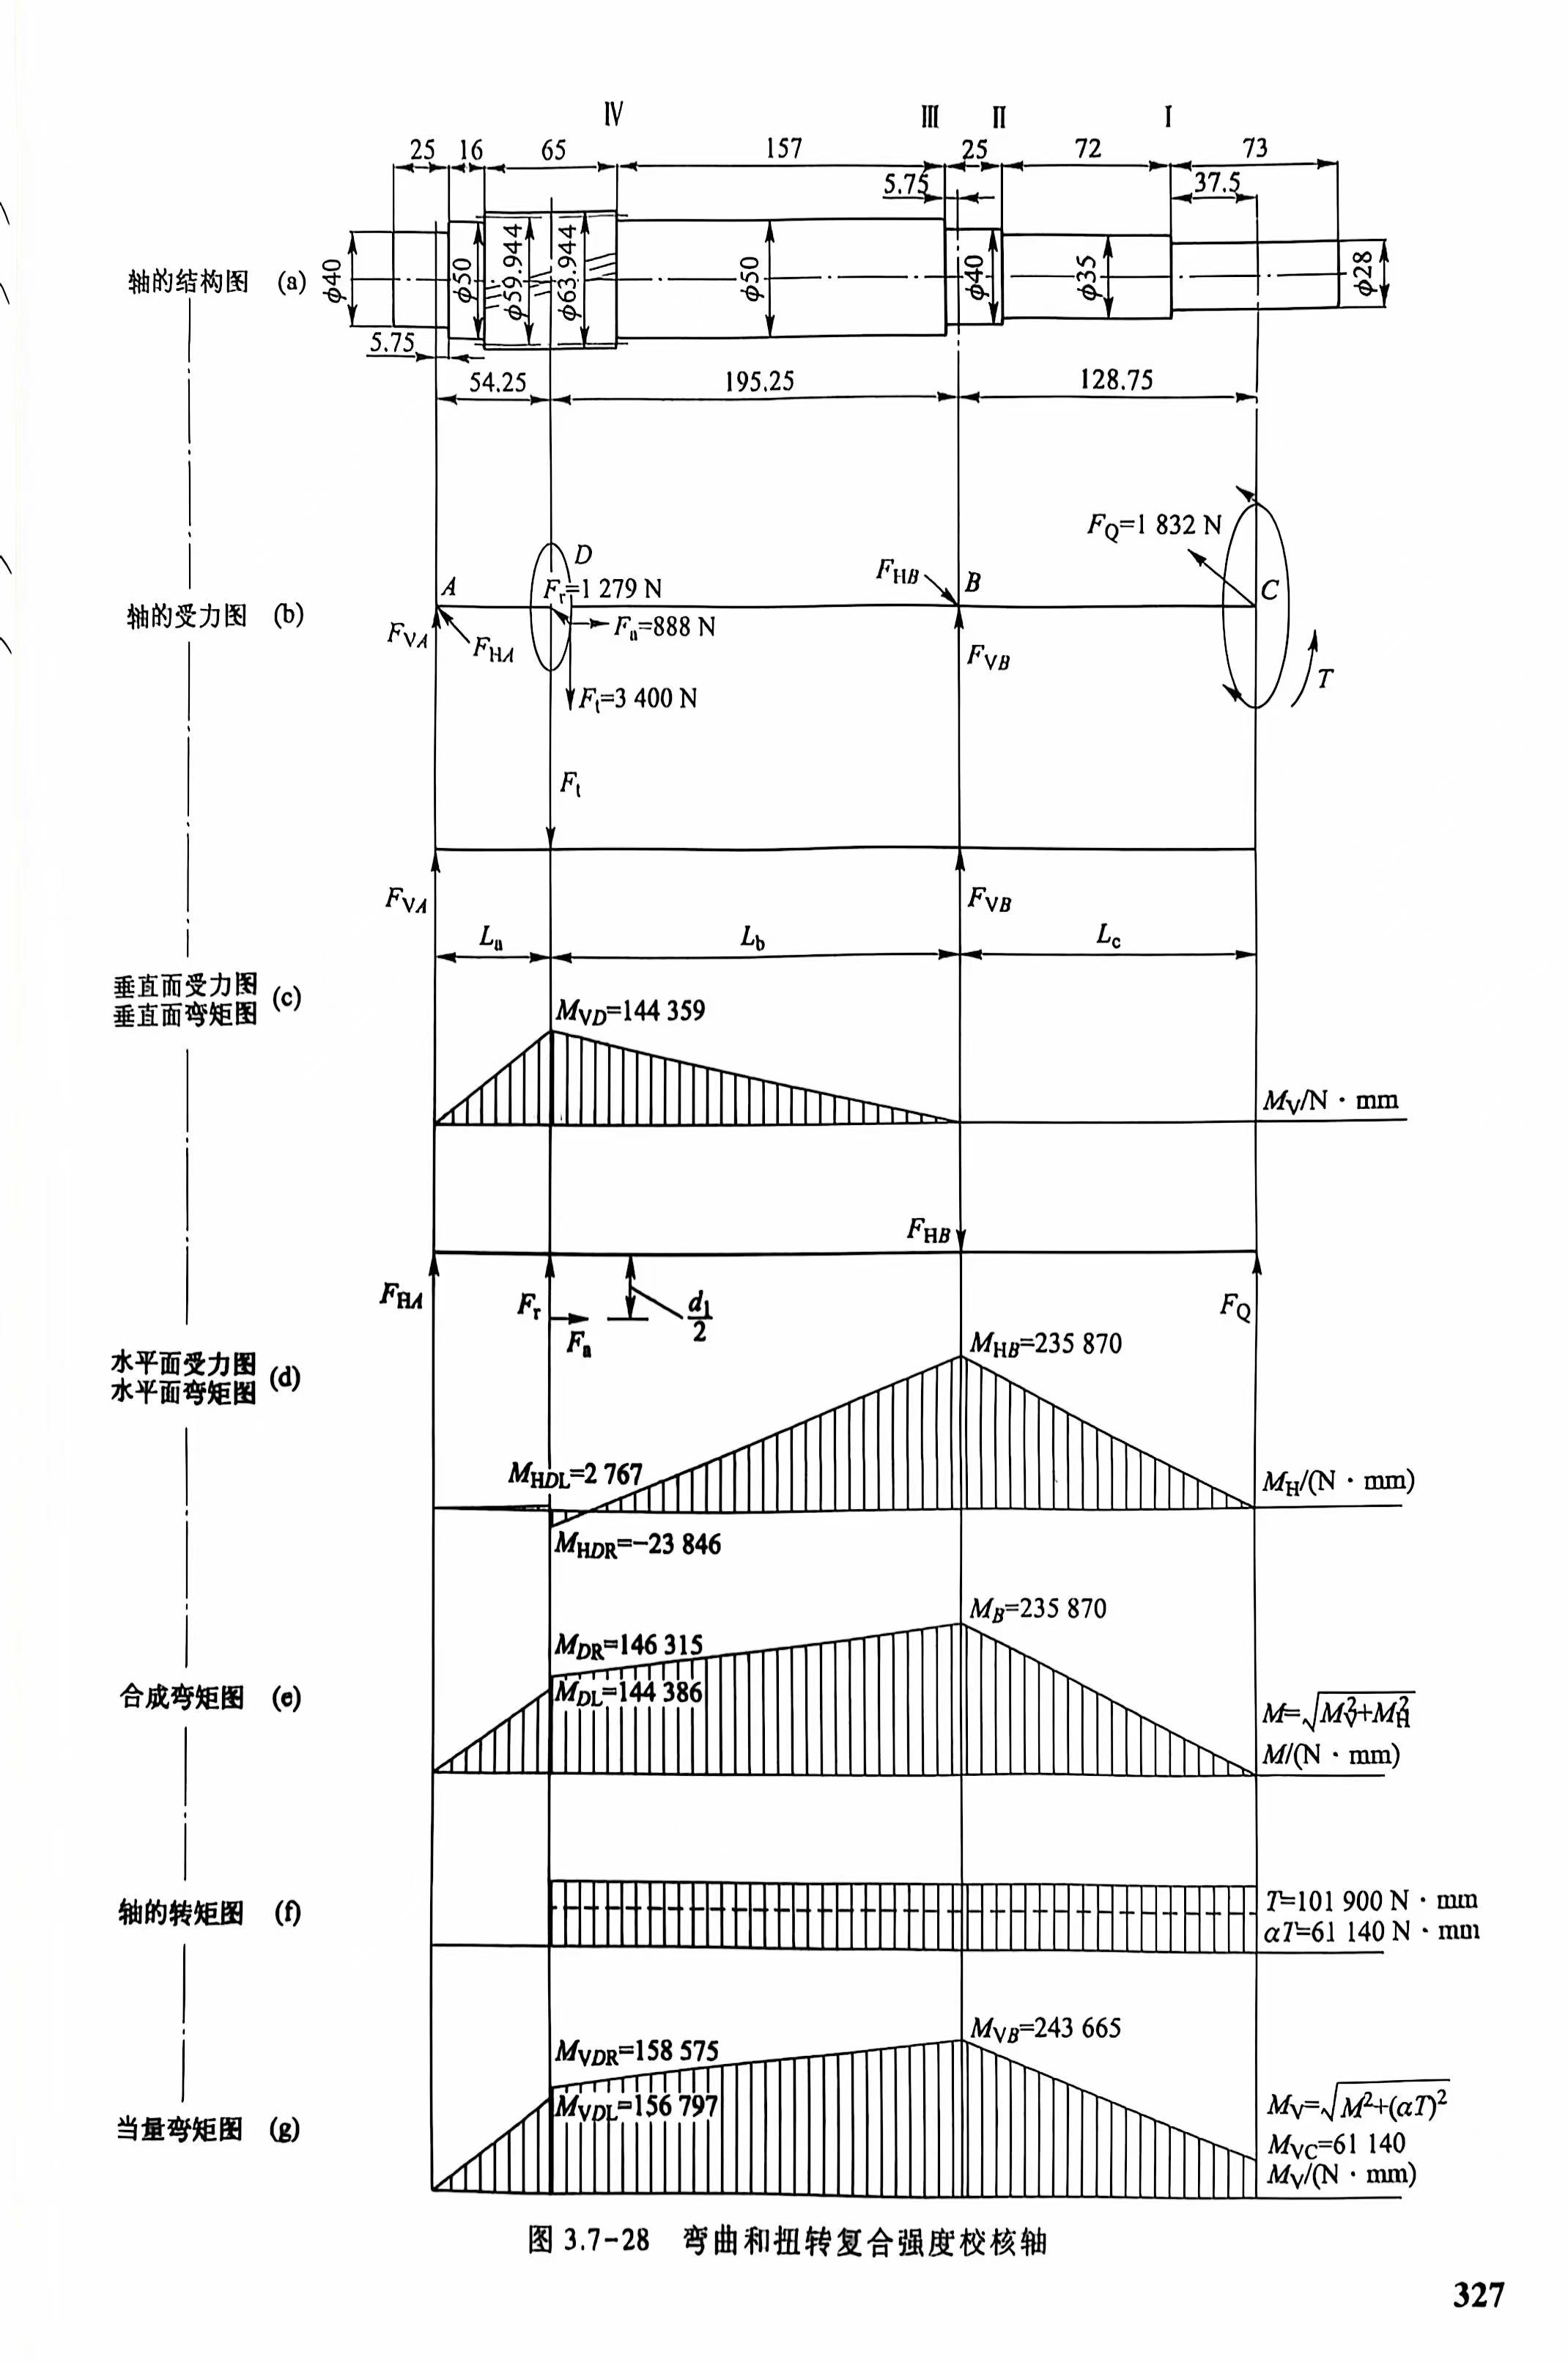 Ⅳ Ⅲ Ⅱ Ⅰ
25 16 65 157 25 72 73
5.75 37.5
轴的结构图 (a) ϕ40 ϕ50 ϕ59.944 ϕ63.944 ϕ50 ϕ40 ϕ35 ϕ28
5.75
54.25 195.25 128.75
F_Q=1 832 N
D
A F_r=1 279 N F_HB B C
轴的受力图 (b) F_VA F_HA F_a=888 N F_VB T
F_t=3 400 N
F_t
F_VA F_VB
L_a L_b L_c
垂直面受力图
垂直面弯矩图 (c)
M_VD=144 359
M_V/N·mm
F_HB
F_HA F_r F_a d_1/2 F_Q
水平面受力图
水平面弯矩图 (d)
M_HB=235 870
M_HDL=2 767 M_H/(N·mm)
M_HDR=-23 846
M_B=235 870
M_DR=146 315
合成弯矩图 (e) M_DL=144 386 M=√(M_V^2+M_H^2)
M/(N·mm)
轴的转矩图 (f) T=101 900 N·mm
αT=61 140 N·mm
M_VB=243 665
M_VDR=158 575
当量弯矩图 (g) M_VDL=156 797 M_V=√(M^2+(αT)^2)
M_VC=61 140
M_V/(N·mm)
图 3.7-28 弯曲和扭转复合强度校核轴
327